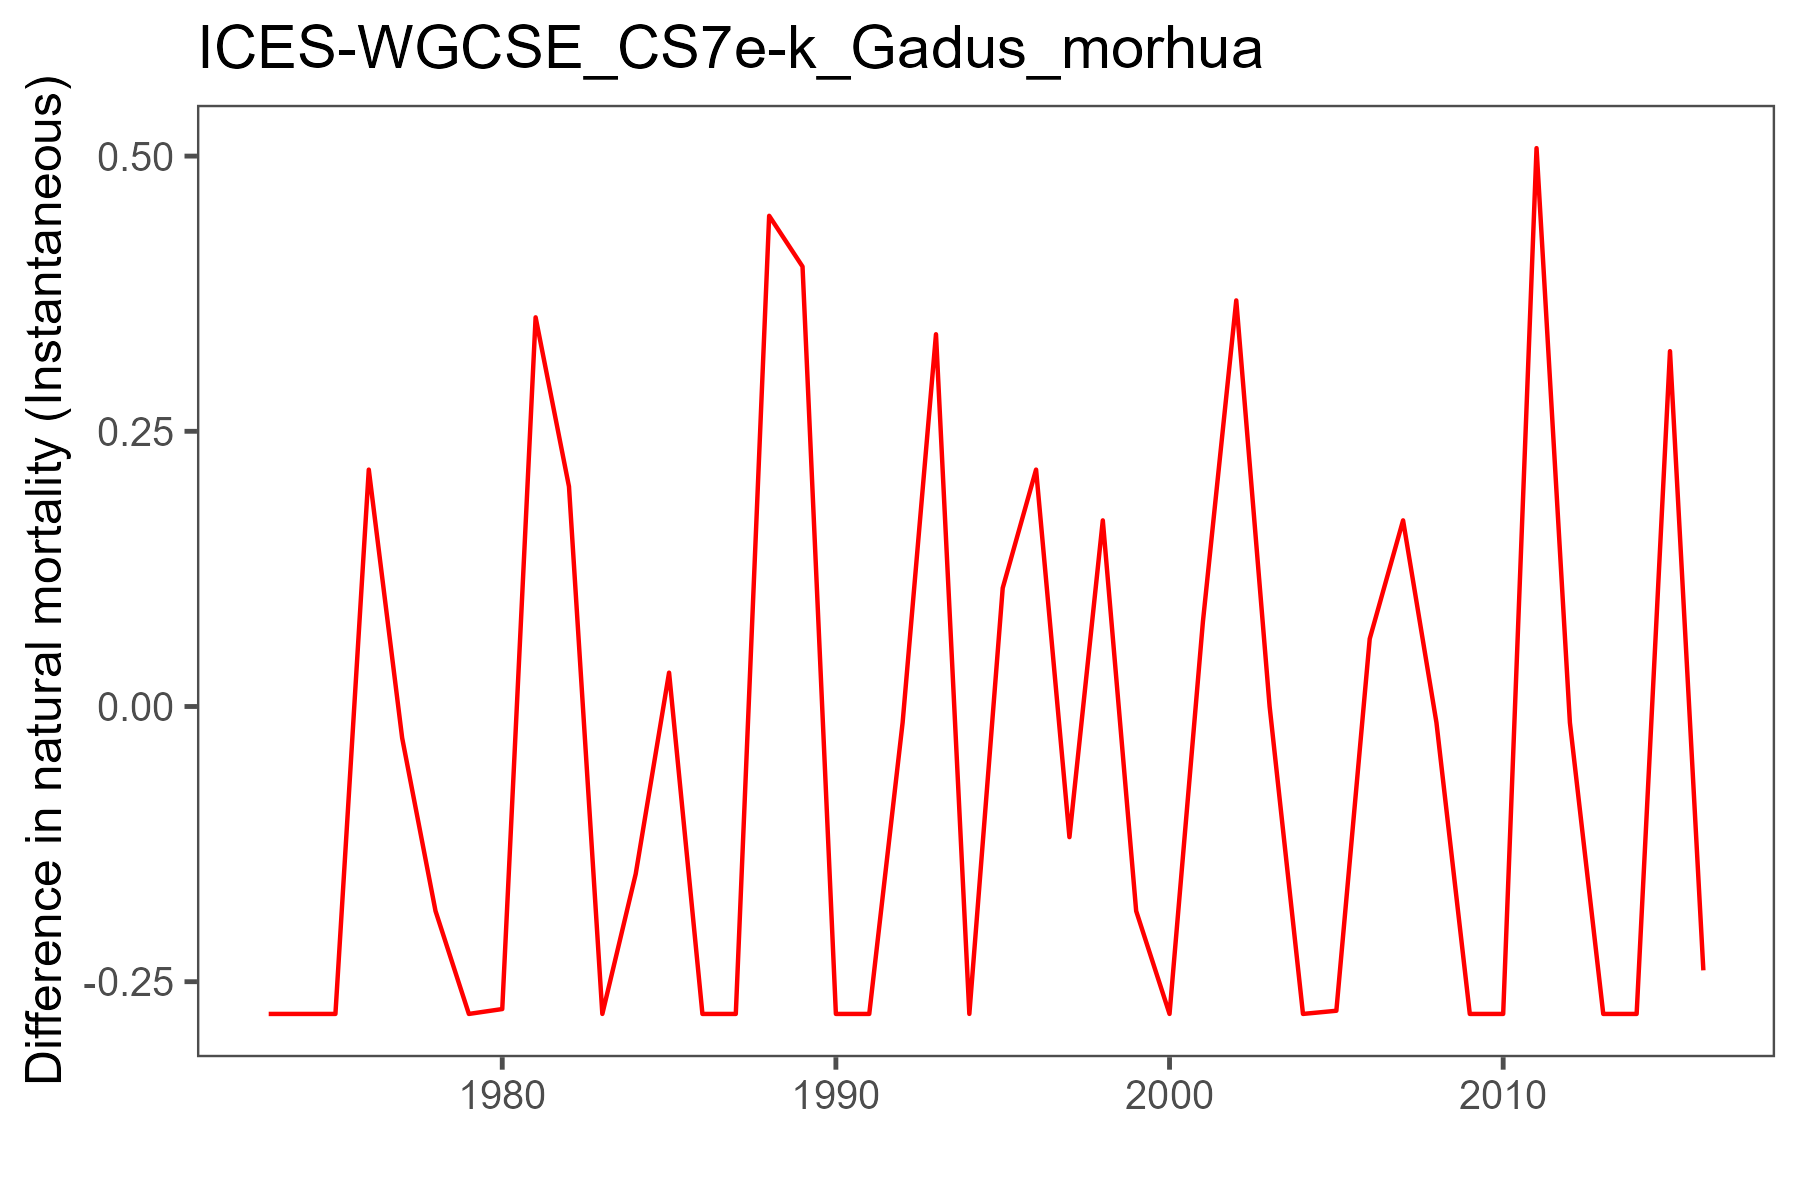 ICES-WGCSE_CS7e-k_Gadus_morhua
Difference in natural mortality (Instantaneous)
0.50
0.25
0.00
-0.25
1980 1990 2000 2010